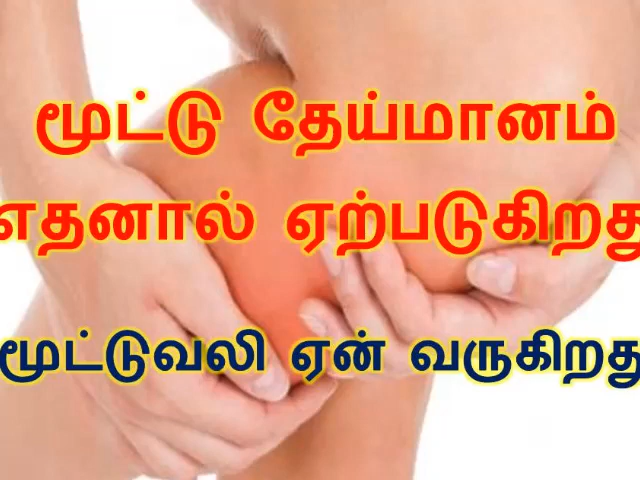 மூட்டு தேய்மானம்
எதனால் ஏற்படுகிறது
மூட்டுவலி ஏன் வருகிறது